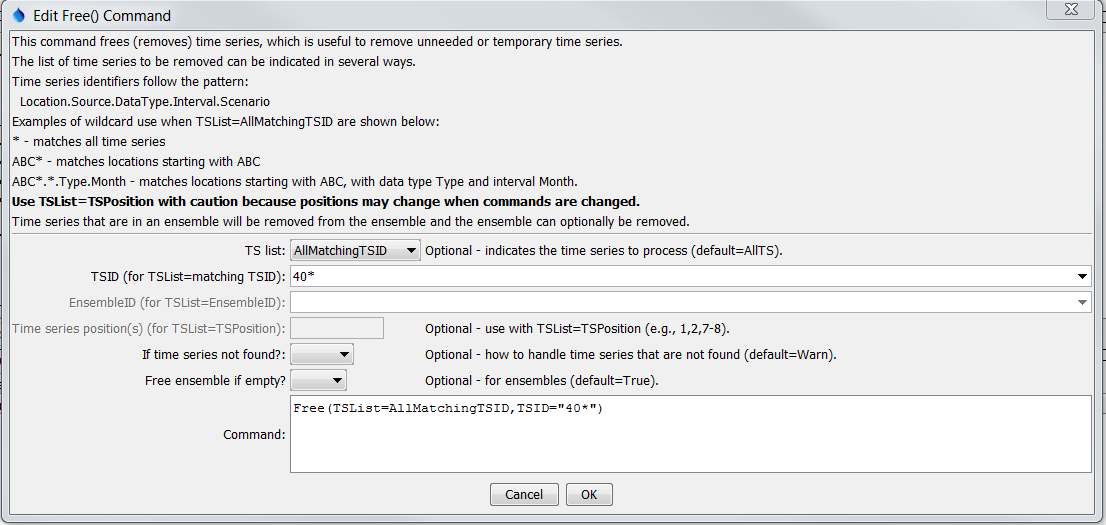 Edit Free() Command
This command frees (removes) time series, which is useful to remove unneeded or temporary time series.
The list of time series to be removed can be indicated in several ways.
Time series identifiers follow the pattern:
Location.Source.DataType.Interval.Scenario
Examples of wildcard use when TSList=AllMatchingTSID are shown below:
* - matches all time series
ABC* - matches locations starting with ABC
ABC*.*.Type.Month - matches locations starting with ABC, with data type Type and interval Month.
Use TSList=TSPosition with caution because positions may change when commands are changed.
Time series that are in an ensemble will be removed from the ensemble and the ensemble can optionally be removed.
TS list: AllMatchingTSID Optional - indicates the time series to process (default=AllTS).
TSID (for TSList=matching TSID): 40*
EnsembleID (for TSList=EnsembleID):
Time series position(s) (for TSList=TSPosition): Optional - use with TSList=TSPosition (e.g., 1,2,7-8).
If time series not found?: Optional - how to handle time series that are not found (default=Warn).
Free ensemble if empty? Optional - for ensembles (default=True).
Free(TSList=AllMatchingTSID,TSID="40*")
Command:
Cancel OK